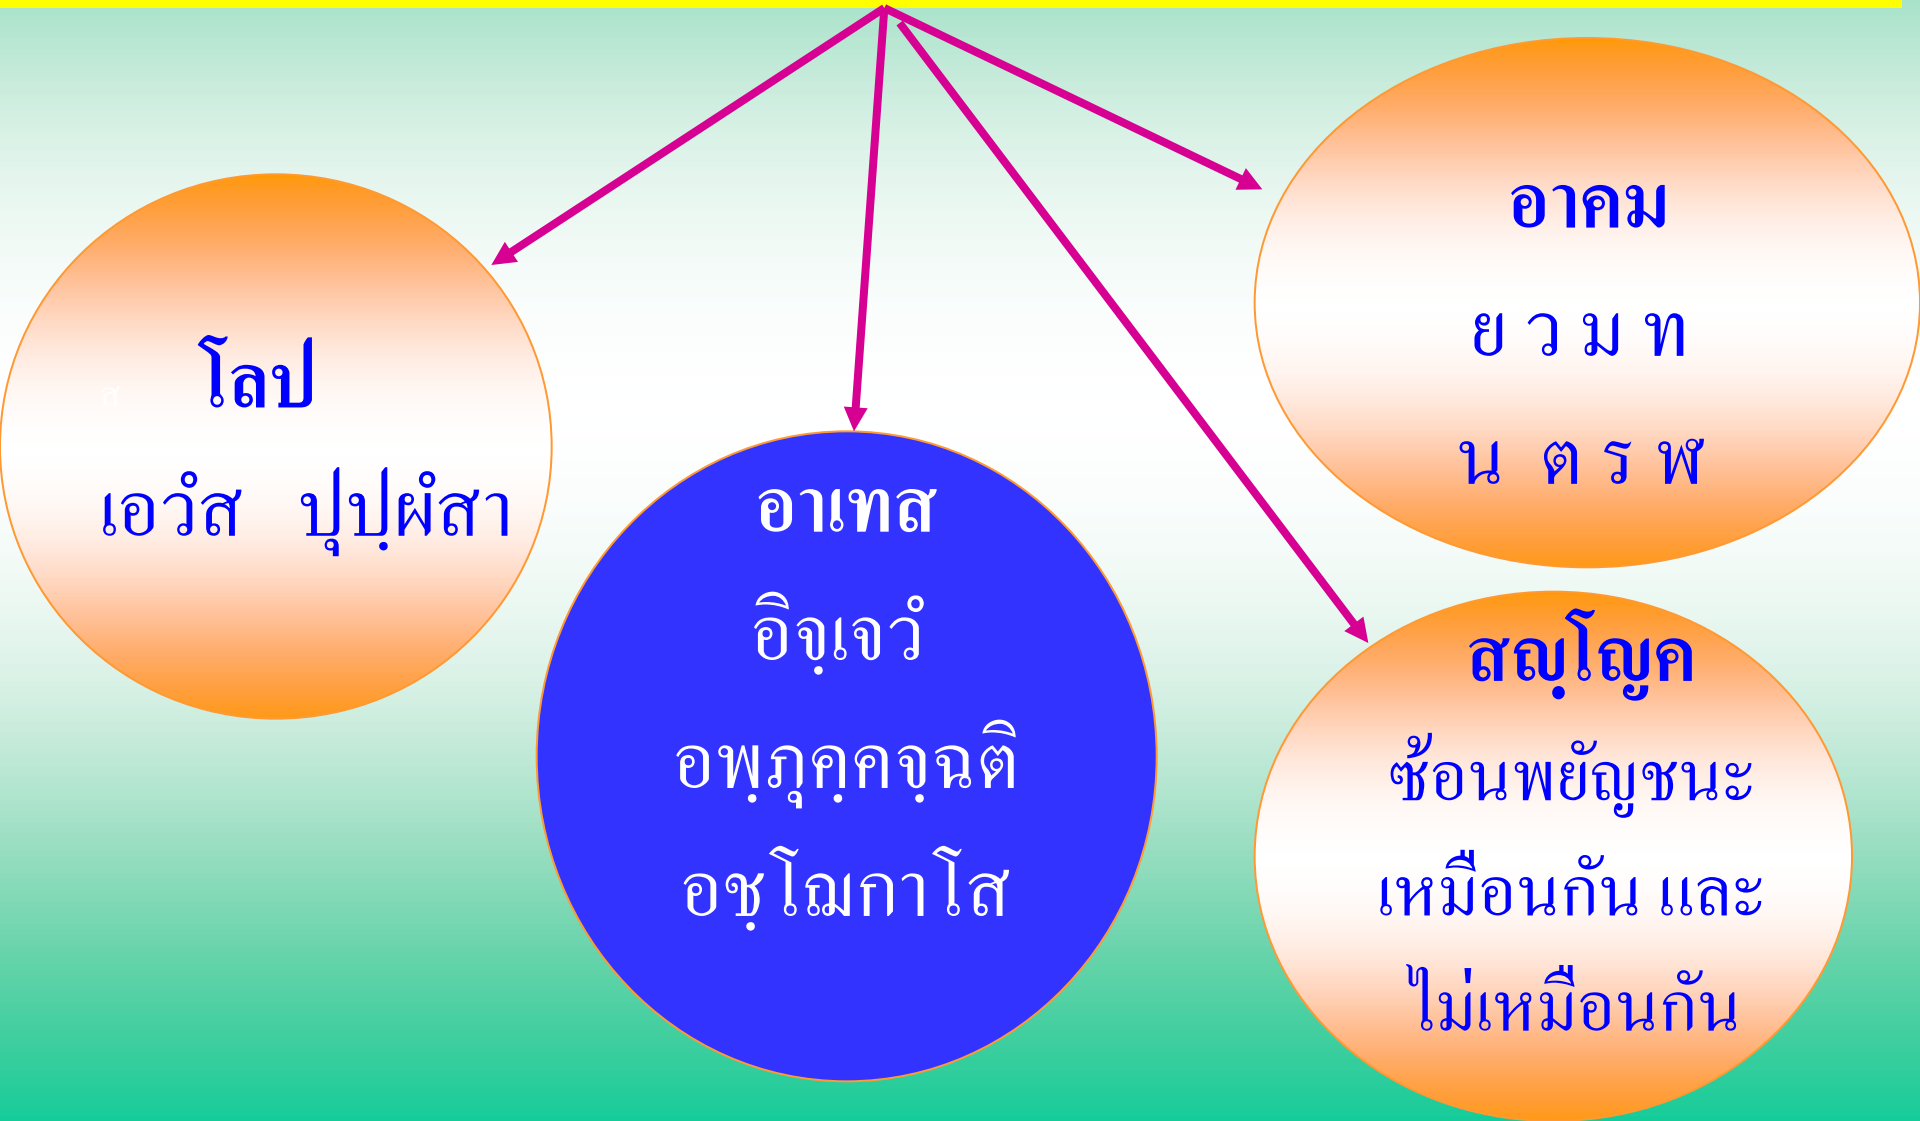 โลป
ส
เอวํส ปุปฺผํสา
อาเทส
อิจฺเจวํ
อพฺภุคฺคจฺฉติ
อชฺโฌกาโส
อาคม
ย ว ม ท
น ต ร ฬ
สญฺโญค
ซ้อนพยัญชนะ
เหมือนกัน และ
ไม่เหมือนกัน